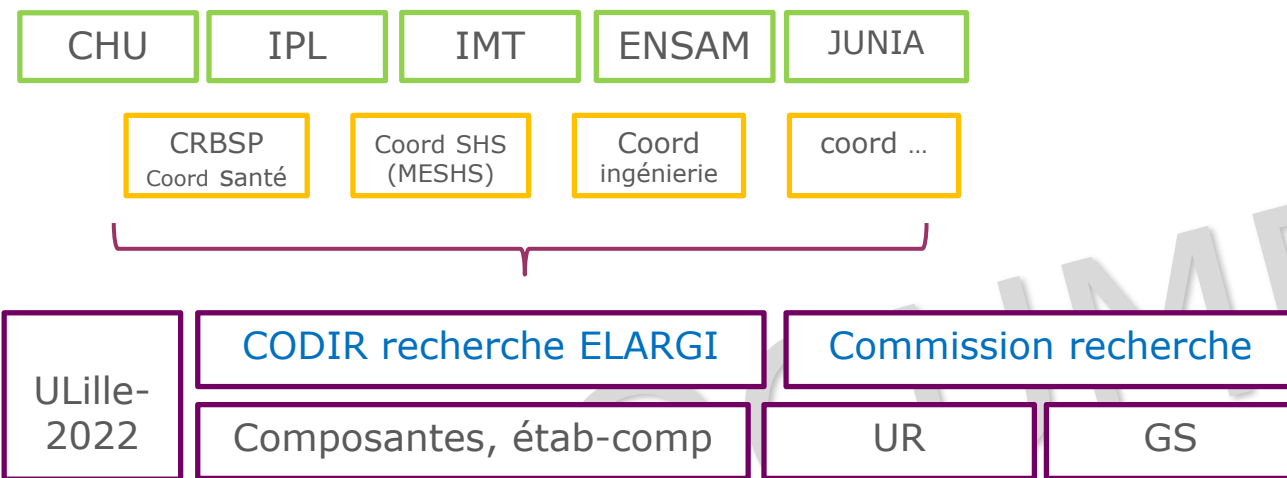 CHU IPL IMT ENSAM JUNIA
CRBSP Coord SHS Coord coord ...
Coord santé (MESHS) ingénierie
CODIR recherche ELARGI Commission recherche
ULille-
2022
Composantes, étab-comp UR GS